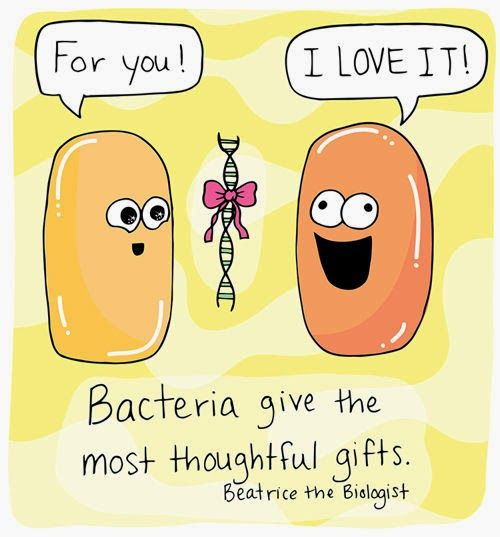 For you!
I LOVE IT!
Bacteria give the
most thoughtful gifts.
Beatrice the Biologist